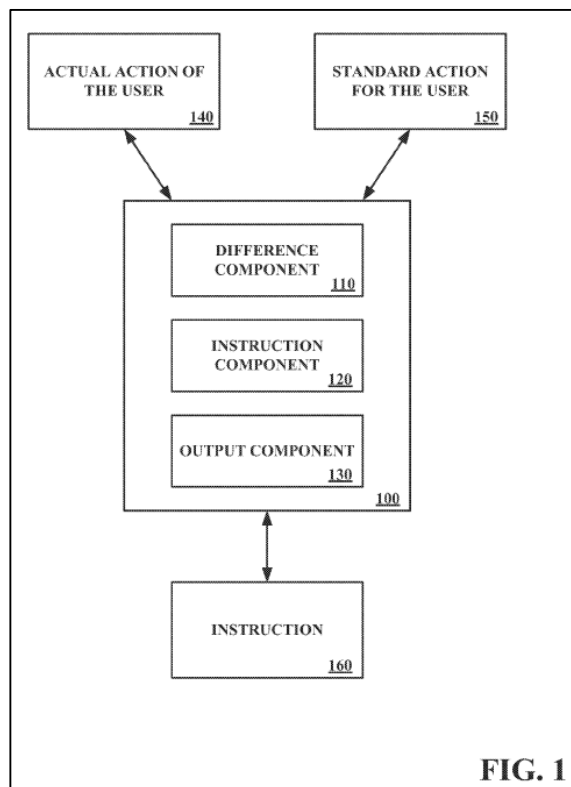 ACTUAL ACTION OF
THE USER
140
STANDARD ACTION
FOR THE USER
150
DIFFERENCE
COMPONENT
110
INSTRUCTION
COMPONENT
120
OUTPUT COMPONENT
130
100
INSTRUCTION
160
FIG. 1